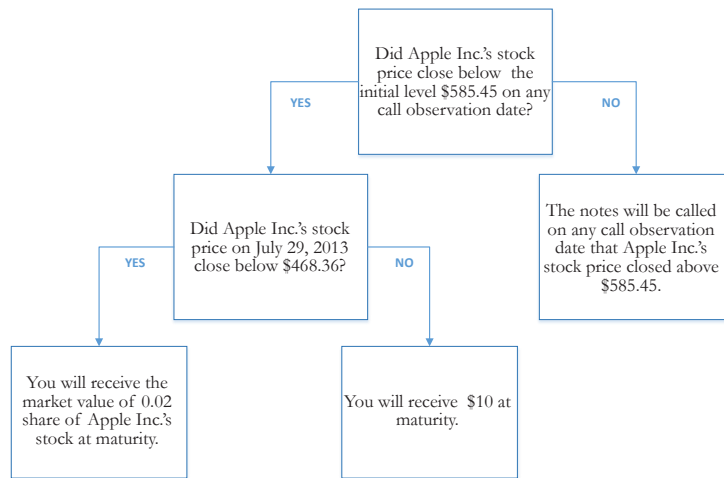 Did Apple Inc.'s stock
price close below the
initial level $585.45 on any
call observation date?
YES
NO
Did Apple Inc.'s stock
price on July 29, 2013
close below $468.36?
The notes will be called
on any call observation
date that Apple Inc.'s
stock price closed above
$585.45.
YES
NO
You will receive the
market value of 0.02
share of Apple Inc.'s
stock at maturity.
You will receive $10 at
maturity.